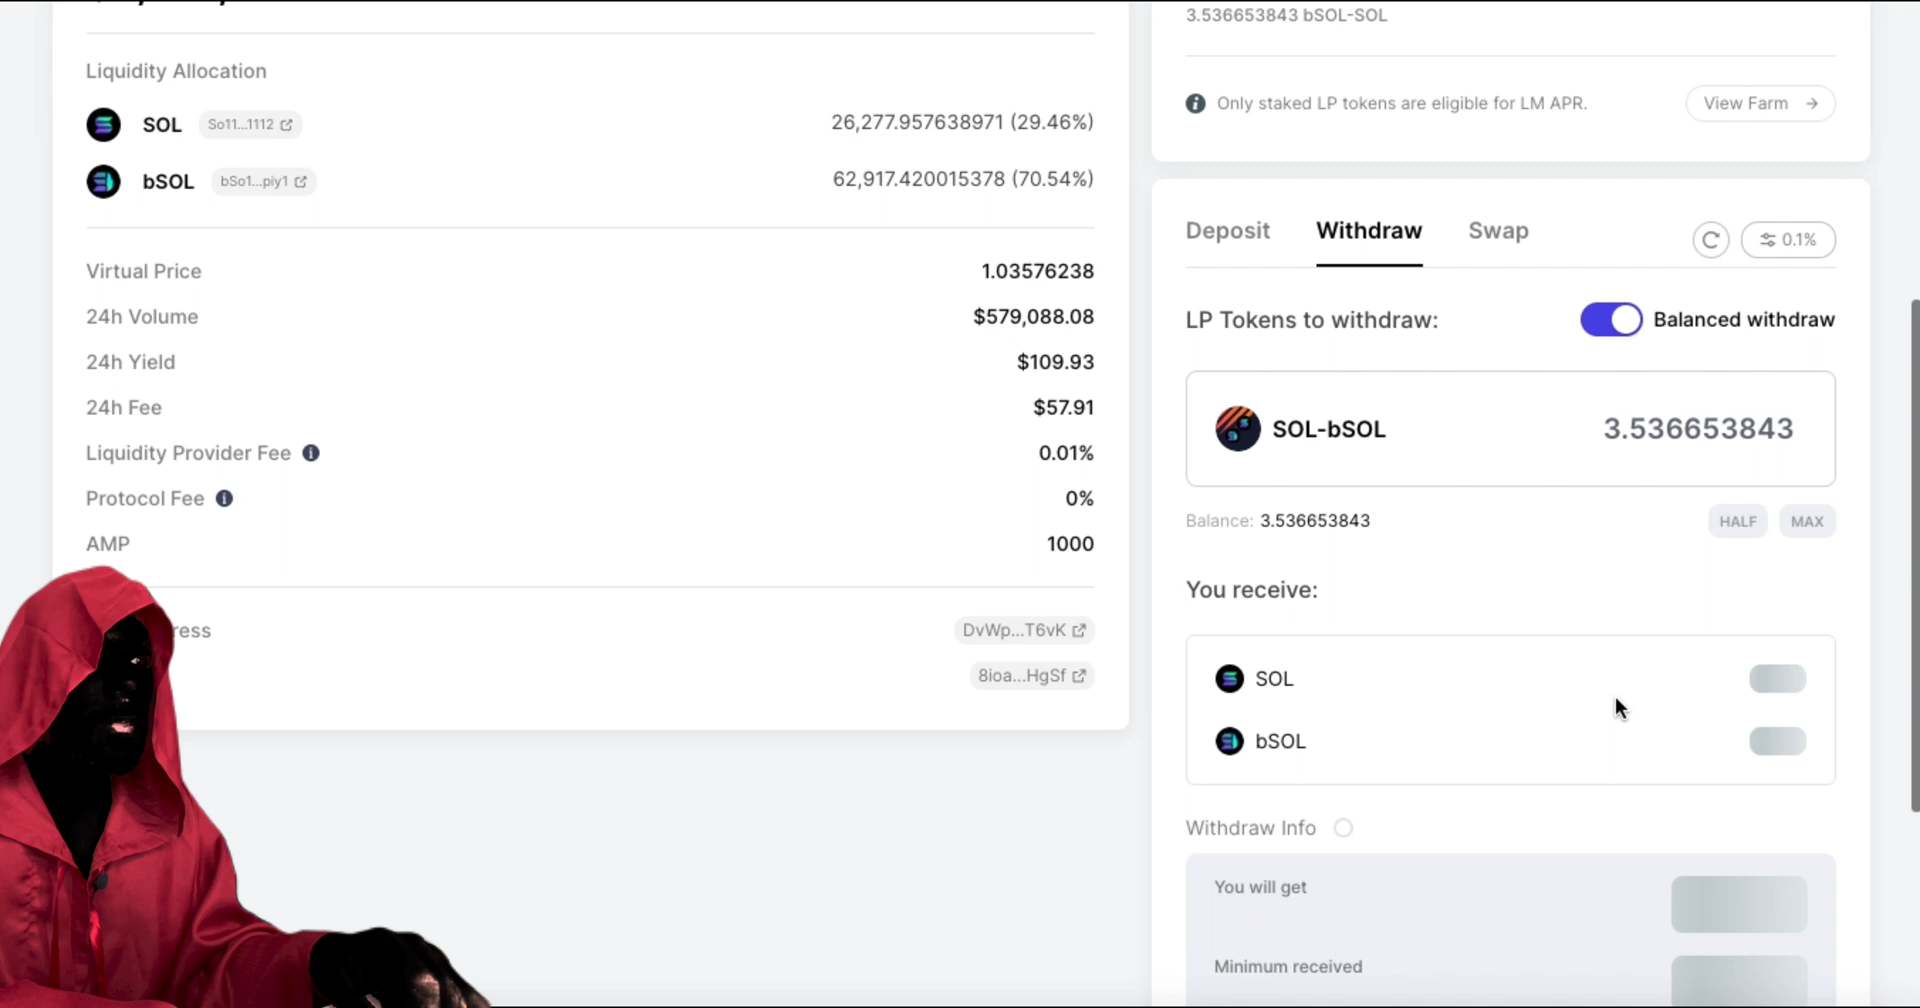 Liquidity Allocation
SOL So11...1112 26,277.957638971 (29.46%)
bSOL bSo1...piy1 62,917.420015378 (70.54%)
Virtual Price 1.03576238
24h Volume $579,088.08
24h Yield $109.93
24h Fee $57.91
Liquidity Provider Fee 0.01%
Protocol Fee 0%
AMP 1000
ress DvWp...T6vK
8ioa...HgSf
3.536653843 bSOL-SOL
Only staked LP tokens are eligible for LM APR. View Farm →
Deposit Withdraw Swap 0.1%
LP Tokens to withdraw: Balanced withdraw
SOL-bSOL 3.536653843
Balance: 3.536653843 HALF MAX
You receive:
SOL
bSOL
Withdraw Info
You will get
Minimum received